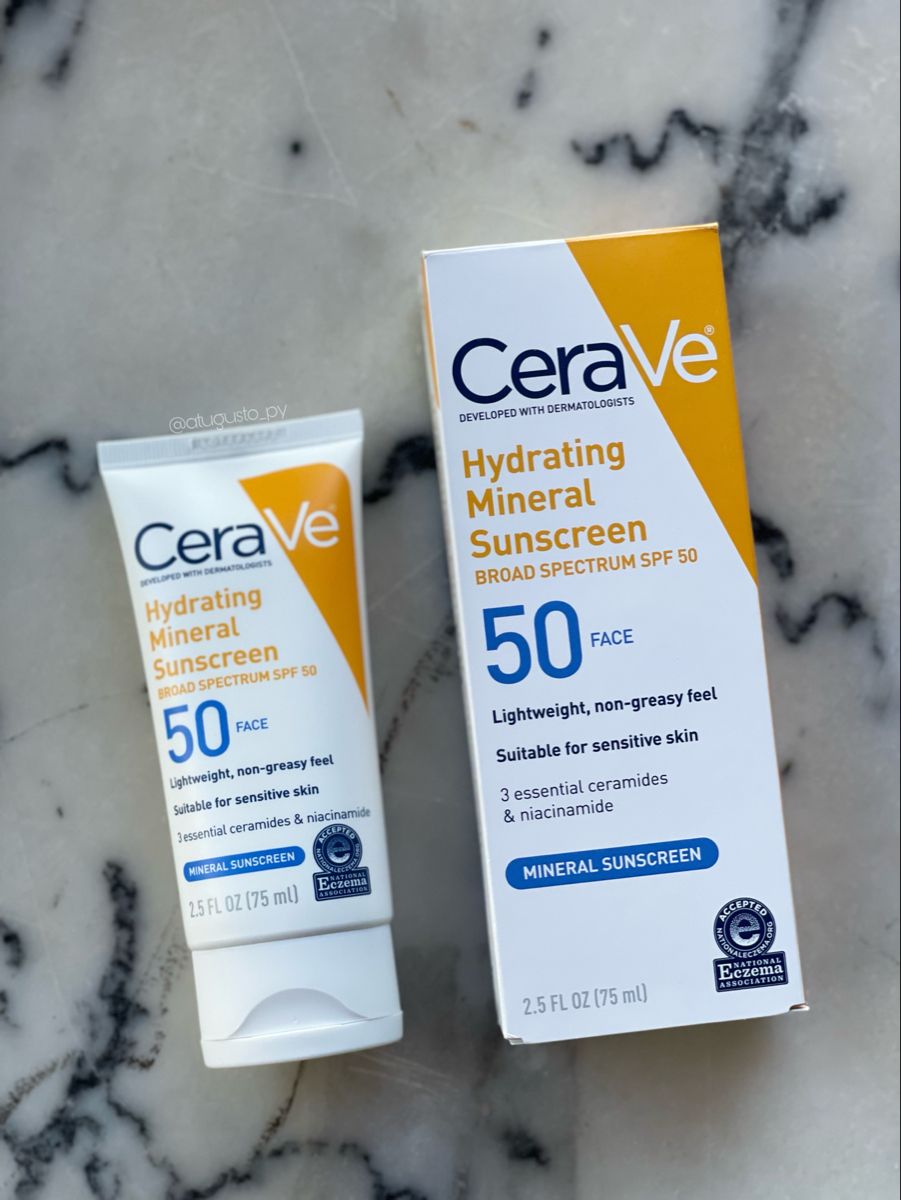 @atugusto_py
CeraVe®
DEVELOPED WITH DERMATOLOGISTS
Hydrating
Mineral
Sunscreen
BROAD SPECTRUM SPF 50
50 FACE
Lightweight, non-greasy feel
Suitable for sensitive skin
3 essential ceramides & niacinamide
MINERAL SUNSCREEN
ACCEPTED
NATIONALECZEMA.ORG
NATIONAL
Eczema
ASSOCIATION
2.5 FL OZ (75 ml)
CeraVe®
DEVELOPED WITH DERMATOLOGISTS
Hydrating
Mineral
Sunscreen
BROAD SPECTRUM SPF 50
50 FACE
Lightweight, non-greasy feel
Suitable for sensitive skin
3 essential ceramides
& niacinamide
MINERAL SUNSCREEN
ACCEPTED
NATIONALECZEMA.ORG
e
NATIONAL
Eczema
ASSOCIATION
2.5 FL OZ (75 ml)